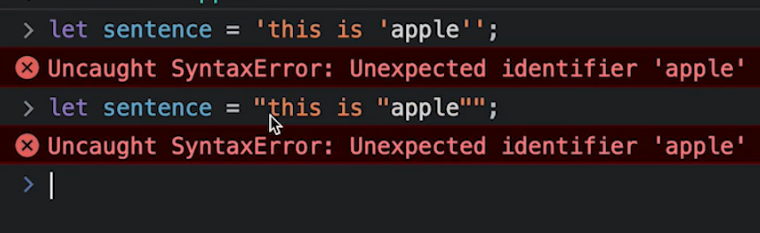 > let sentence = 'this is 'apple'';
Uncaught SyntaxError: Unexpected identifier 'apple'
> let sentence = "this is "apple"";
Uncaught SyntaxError: Unexpected identifier 'apple'
>